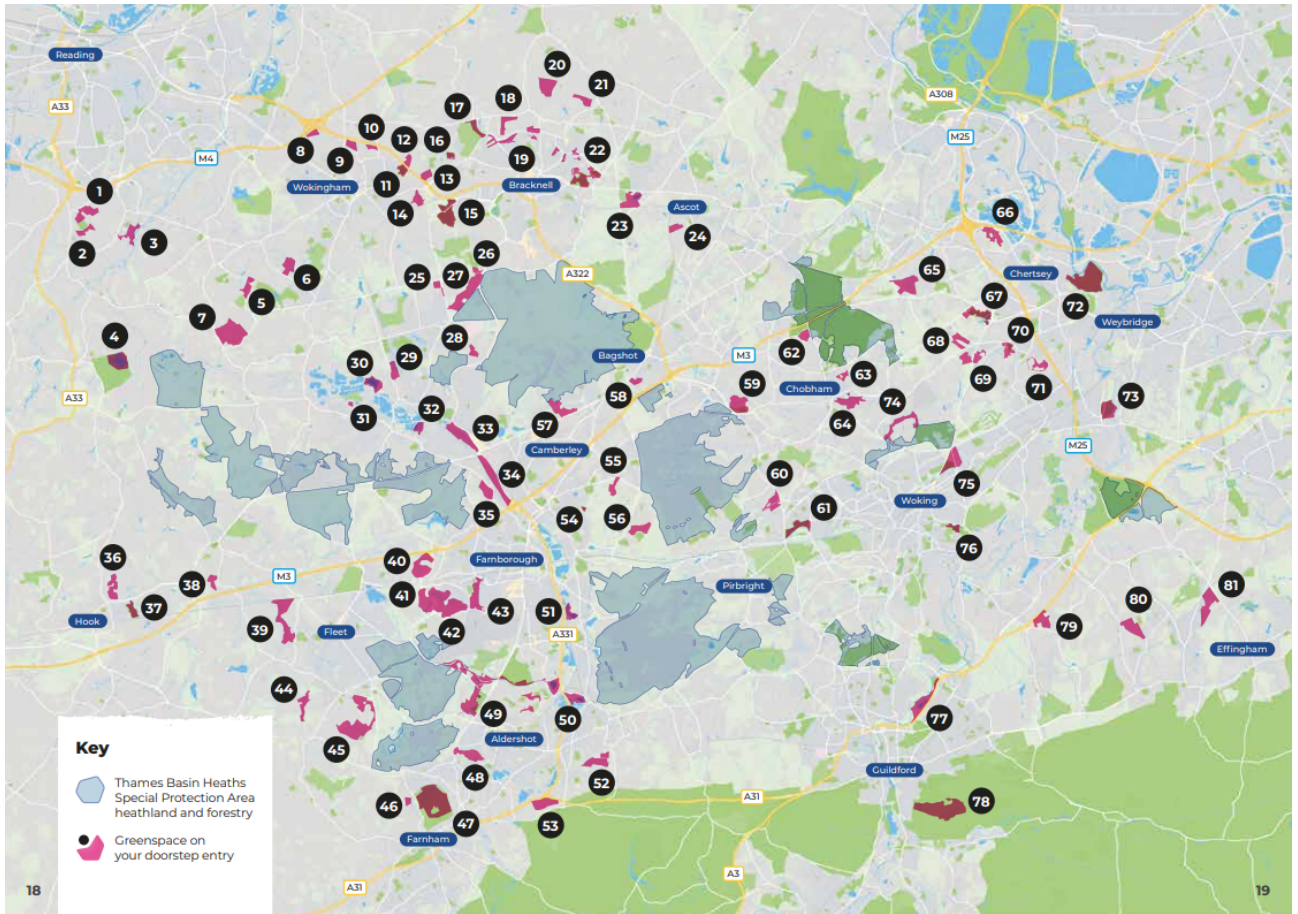 Reading
20
21
A33
A308
17
18
M25
10
12
16
8
9
M4
19
22
Wokingham
11
13
Bracknell
1
14
15
Ascot
23
66
2
3
24
26
Chertsey
25
27
A322
65
6
5
67
72
7
70
Weybridge
4
28
68
62
30
29
Bagshot
M3
63
69
71
A33
58
59
Chobham
74
73
31
32
33
57
64
Camberley
M25
34
55
75
60
Woking
35
54
56
61
76
36
40
Farnborough
38
M3
Pirbright
41
43
51
81
37
80
Hook
39
Fleet
42
A331
79
Effingham
44
49
50
77
45
Aldershot
48
52
Guildford
46
A31
78
47
53
Farnham
A3
A31
Key
Thames Basin Heaths
Special Protection Area
heathland and forestry
Greenspace on
your doorstep entry
18
19